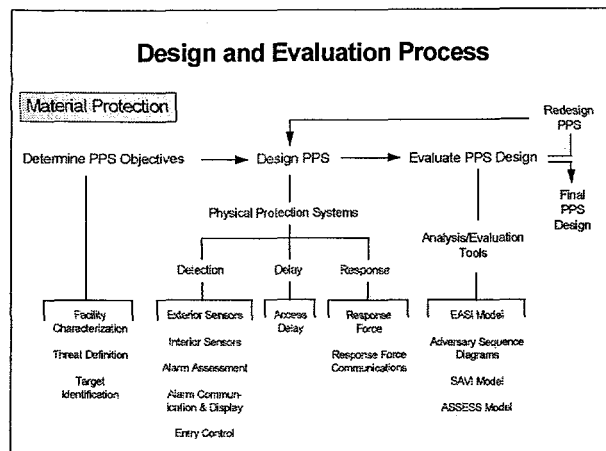 Design and Evaluation Process
Material Protection
Redesign
PPS
Determine PPS Objectives
Design PPS
Evaluate PPS Design
Final
PPS
Design
Physical Protection Systems
Analysis/Evaluation
Tools
Detection
Delay
Response
Facility
Characterization
Threat Definition
Target
Identification
Exterior Sensors
Interior Sensors
Alarm Assessment
Alarm Commun-
ication & Display
Entry Control
Access
Delay
Response
Force
Response Force
Communications
EASI Model
Adversary Sequence
Diagrams
SAVI Model
ASSESS Model